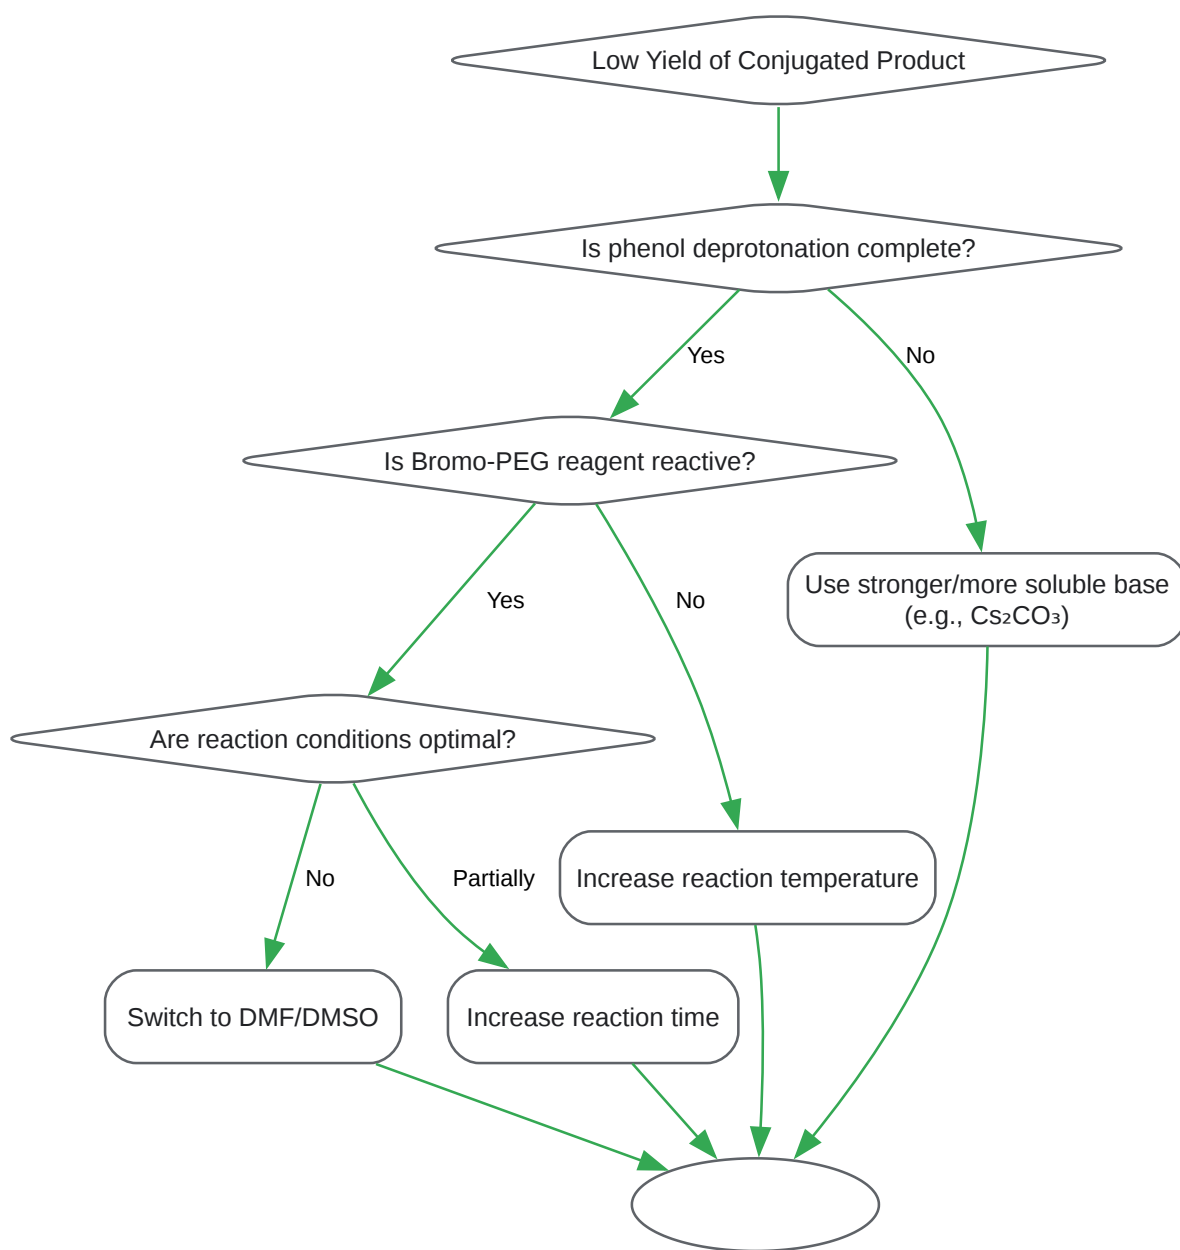 Low Yield of Conjugated Product
Is phenol deprotonation complete?
Yes
No
Is Bromo-PEG reagent reactive?
Use stronger/more soluble base
(e.g., Cs₂CO₃)
Yes
No
Are reaction conditions optimal?
No
Partially
Increase reaction temperature
Switch to DMF/DMSO
Increase reaction time